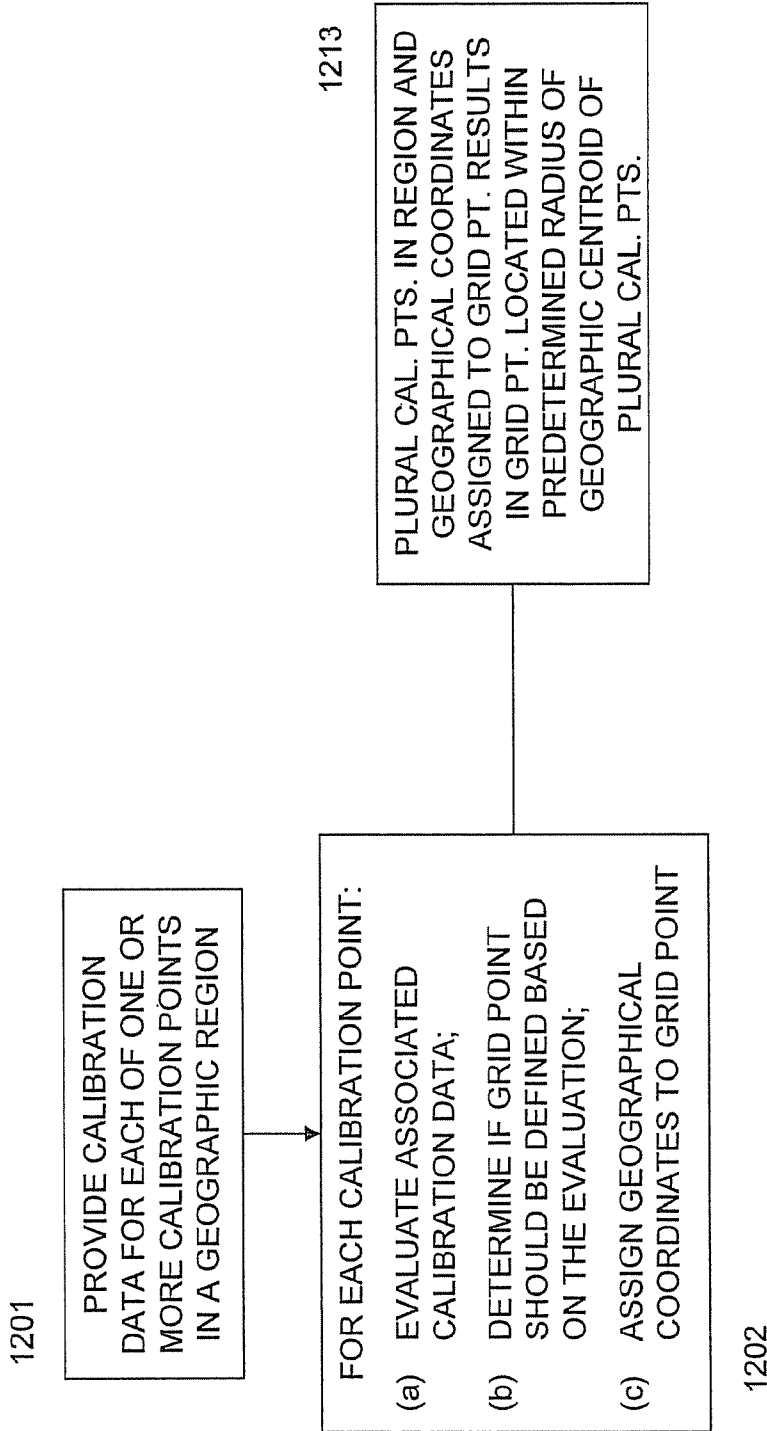 1201
PROVIDE CALIBRATION
DATA FOR EACH OF ONE OR
MORE CALIBRATION POINTS
IN A GEOGRAPHIC REGION
FOR EACH CALIBRATION POINT:
(a) EVALUATE ASSOCIATED
CALIBRATION DATA;
(b) DETERMINE IF GRID POINT
SHOULD BE DEFINED BASED
ON THE EVALUATION;
(c) ASSIGN GEOGRAPHICAL
COORDINATES TO GRID POINT
1202
1213
PLURAL CAL. PTS. IN REGION AND
GEOGRAPHICAL COORDINATES
ASSIGNED TO GRID PT. RESULTS
IN GRID PT. LOCATED WITHIN
PREDETERMINED RADIUS OF
GEOGRAPHIC CENTROID OF
PLURAL CAL. PTS.